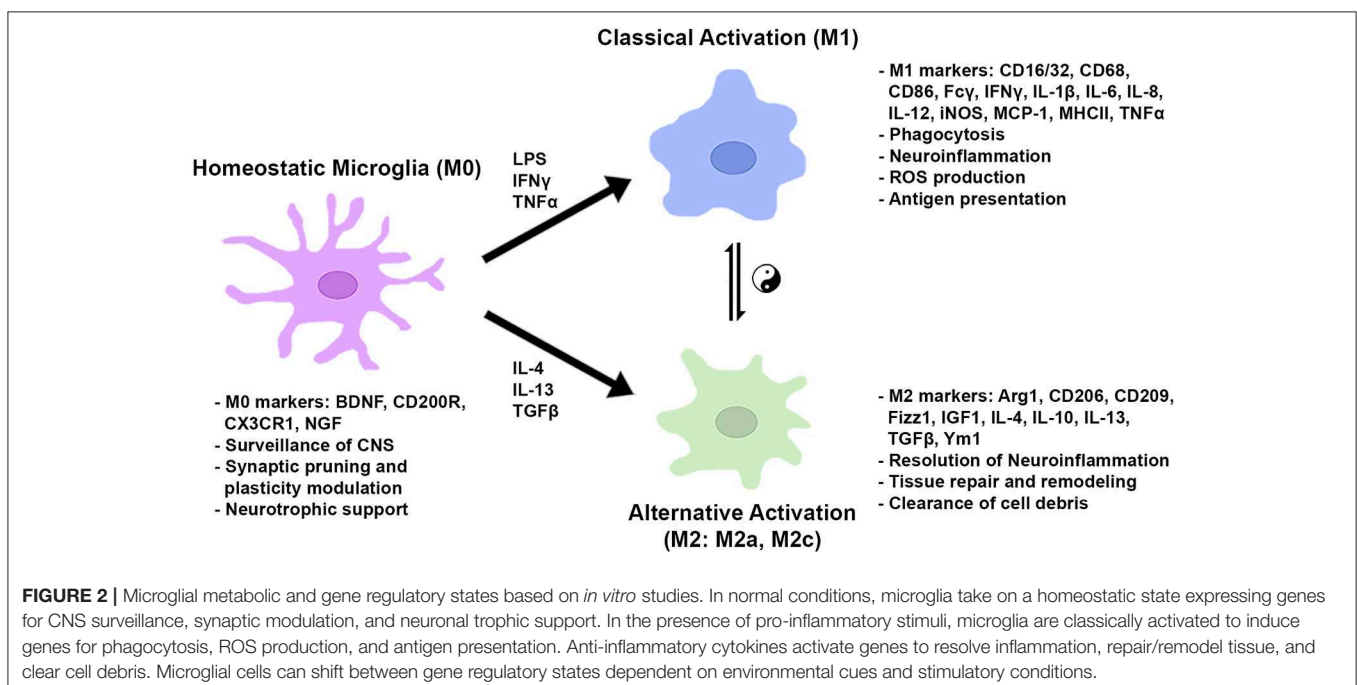 Classical Activation (M1)
- M1 markers: CD16/32, CD68,
CD86, Fcγ, IFNγ, IL-1β, IL-6, IL-8,
IL-12, iNOS, MCP-1, MHCII, TNFα
- Phagocytosis
- Neuroinflammation
- ROS production
- Antigen presentation
Homeostatic Microglia (M0)
LPS
IFNγ
TNFα
IL-4
IL-13
TGFβ
- M0 markers: BDNF, CD200R,
CX3CR1, NGF
- Surveillance of CNS
- Synaptic pruning and
plasticity modulation
- Neurotrophic support
- M2 markers: Arg1, CD206, CD209,
Fizz1, IGF1, IL-4, IL-10, IL-13,
TGFβ, Ym1
- Resolution of Neuroinflammation
- Tissue repair and remodeling
- Clearance of cell debris
Alternative Activation
(M2: M2a, M2c)
FIGURE 2 | Microglial metabolic and gene regulatory states based on in vitro studies. In normal conditions, microglia take on a homeostatic state expressing genes
for CNS surveillance, synaptic modulation, and neuronal trophic support. In the presence of pro-inflammatory stimuli, microglia are classically activated to induce
genes for phagocytosis, ROS production, and antigen presentation. Anti-inflammatory cytokines activate genes to resolve inflammation, repair/remodel tissue, and
clear cell debris. Microglial cells can shift between gene regulatory states dependent on environmental cues and stimulatory conditions.